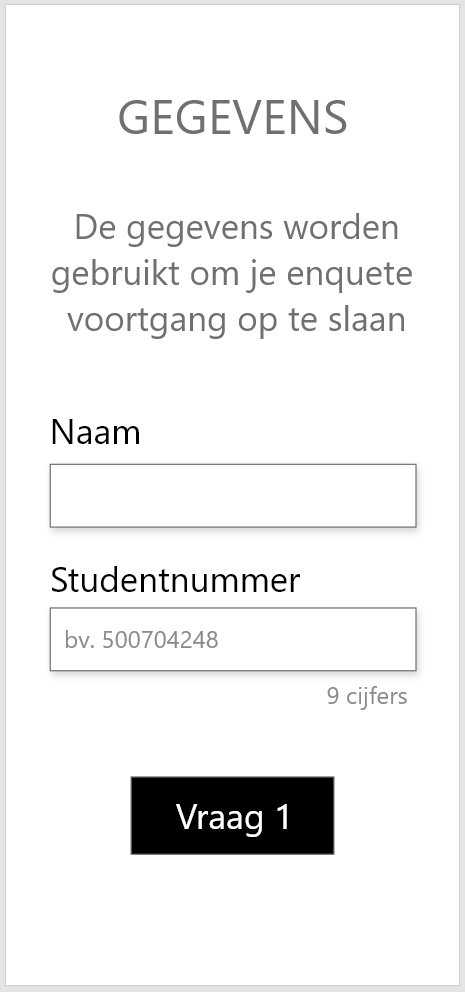 GEGEVENS
De gegevens worden
gebruikt om je enquete
voortgang op te slaan
Naam
Studentnummer
bv. 500704248
9 cijfers
Vraag 1